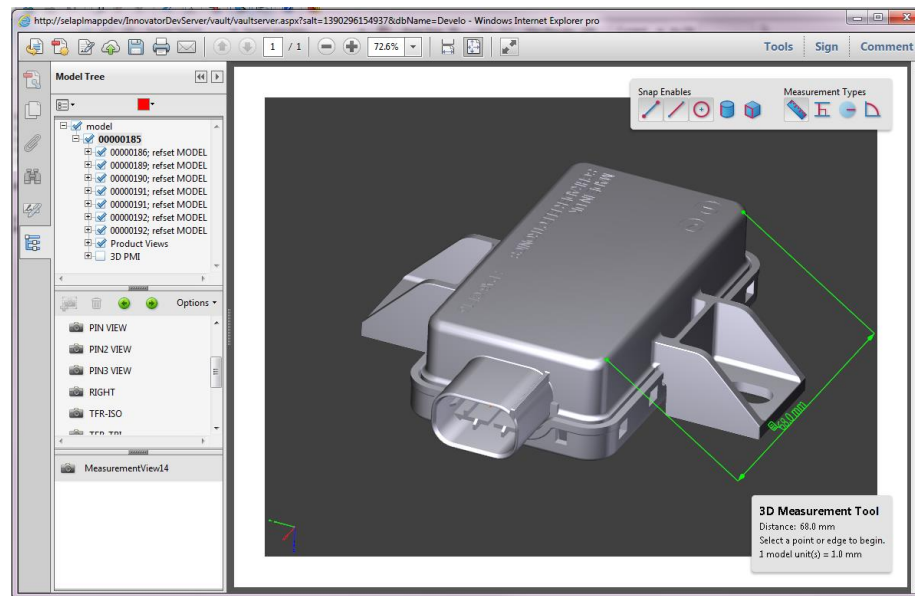 http://selaplmappdev/InnovatorDevServer/vault/vaultserver.aspx?salt=1390296154937&dbName=Develo - Windows Internet Explorer pro
1 / 1
72.6%
Tools
Sign
Comment
Model Tree
model
00000185
00000186; refset MODEL
00000189; refset MODEL
00000190; refset MODEL
00000191; refset MODEL
00000191; refset MODEL
00000192; refset MODEL
00000192; refset MODEL
Product Views
3D PMI
Options
PIN VIEW
PIN2 VIEW
PIN3 VIEW
RIGHT
TFR-ISO
MeasurementView14
Snap Enables
Measurement Types
68.0 mm
3D Measurement Tool
Distance: 68.0 mm
Select a point or edge to begin.
1 model unit(s) = 1.0 mm